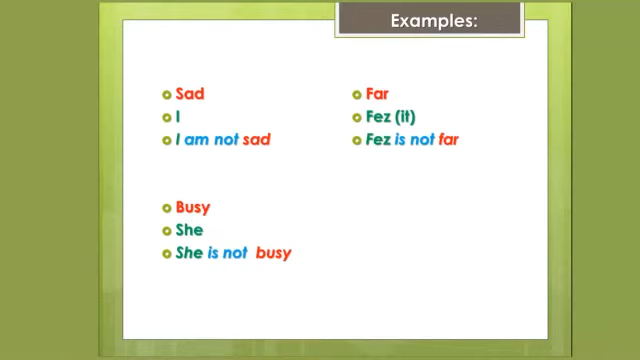 Examples:
Sad
I
I am not sad
Far
Fez (it)
Fez is not far
Busy
She
She is not busy